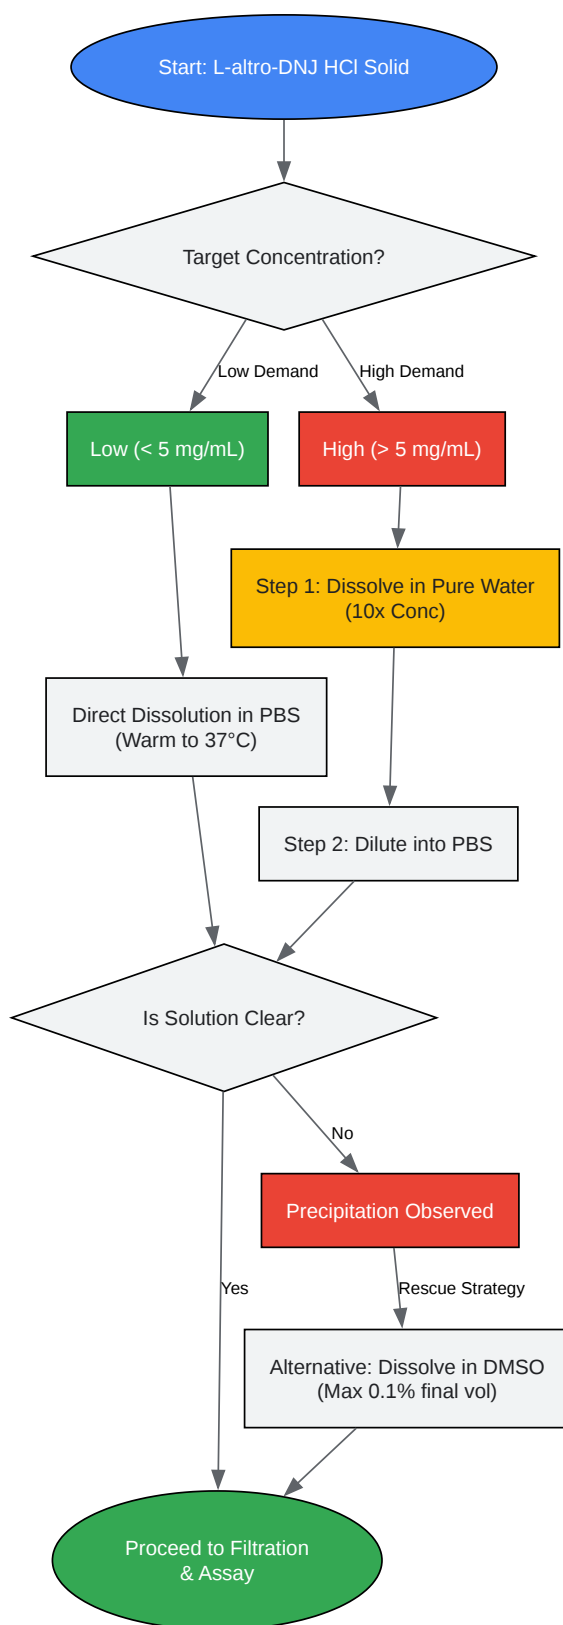 Start: L-altro-DNJ HCl Solid
Target Concentration?
Low Demand
High Demand
Low (< 5 mg/mL)
High (> 5 mg/mL)
Step 1: Dissolve in Pure Water
(10x Conc)
Direct Dissolution in PBS
(Warm to 37°C)
Step 2: Dilute into PBS
Is Solution Clear?
No
Precipitation Observed
Yes
Rescue Strategy
Alternative: Dissolve in DMSO
(Max 0.1% final vol)
Proceed to Filtration
& Assay